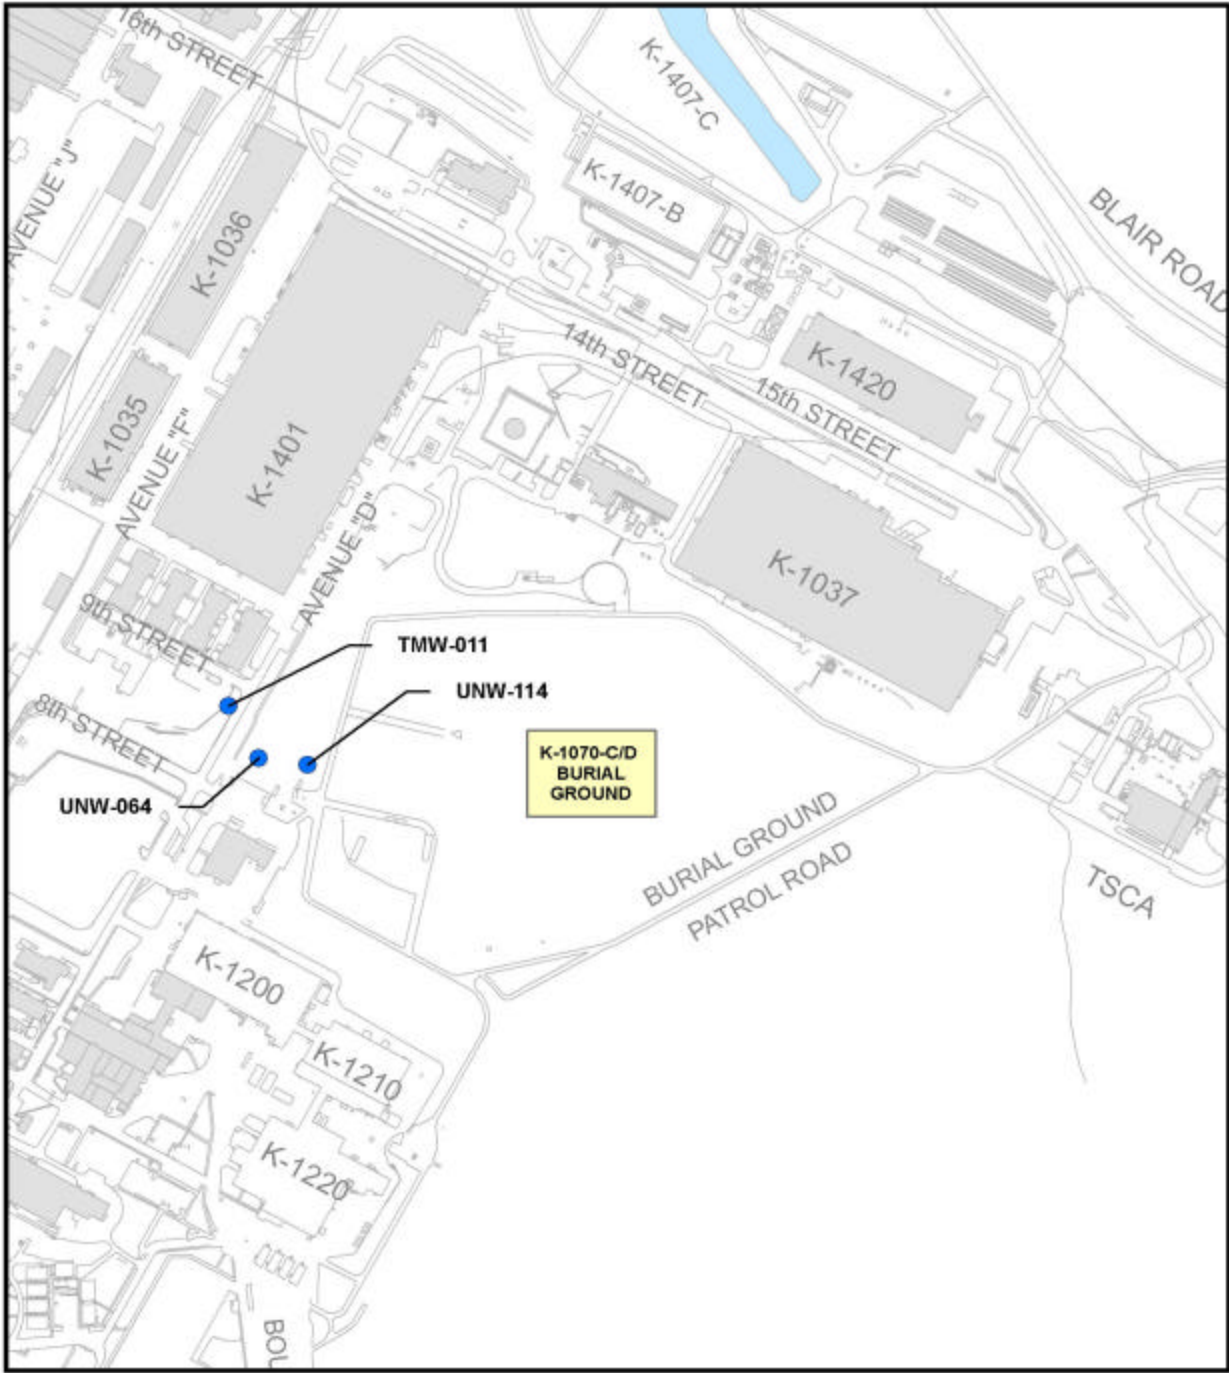 16th STREET
K-1407-C
AVENUE "J"
K-1036
K-1407-B
BLAIR ROAD
14th STREET
K-1420
15th STREET
K-1035
AVENUE "F"
K-1401
AVENUE "D"
K-1037
9th STREET
TMW-011
UNW-114
8th STREET
K-1070-C/D
BURIAL
GROUND
UNW-064
BURIAL GROUND
PATROL ROAD
TSCA
K-1200
K-1210
K-1220
BOU